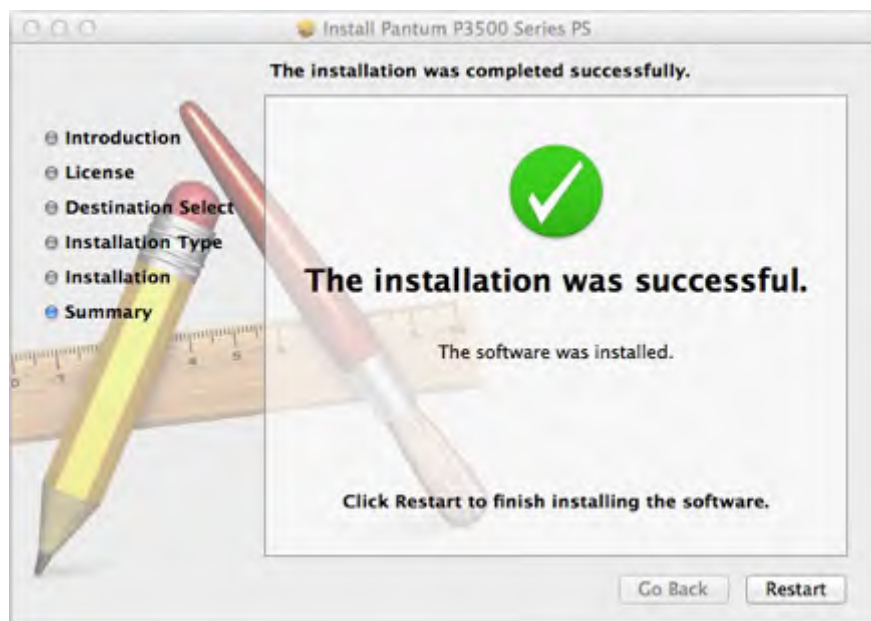 Install Pantum P3500 Series PS
The installation was completed successfully.
Introduction
License
Destination Select
Installation Type
Installation
Summary
The installation was successful.
The software was installed.
Click Restart to finish installing the software.
Go Back
Restart